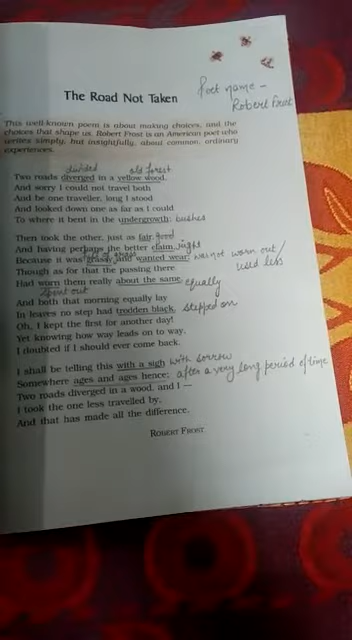 The Road Not Taken
Poet name -
Robert frost
This well-known poem is about making choices, and the
choices that shape us. Robert Frost is an American poet who
writes simply, but insightfully, about common, ordinary
experiences.
divided old forest
Two roads diverged in a yellow wood,
And sorry I could not travel both
And be one traveller, long I stood
And looked down one as far as I could
To where it bent in the undergrowth; bushes
Then took the other, just as fair, good
And having perhaps the better claim, right
full of grass
Because it was grassy and wanted wear; was not worn out /
used less
Though as for that the passing there
Had worn them really about the same, equally
out
And both that morning equally lay
In leaves no step had trodden black. stepped on
Oh, I kept the first for another day!
Yet knowing how way leads on to way,
I doubted if I should ever come back.
I shall be telling this with a sigh with sorrow
Somewhere ages and ages hence; after a very long period of time
Two roads diverged in a wood, and I —
I took the one less travelled by,
And that has made all the difference.
ROBERT FROST